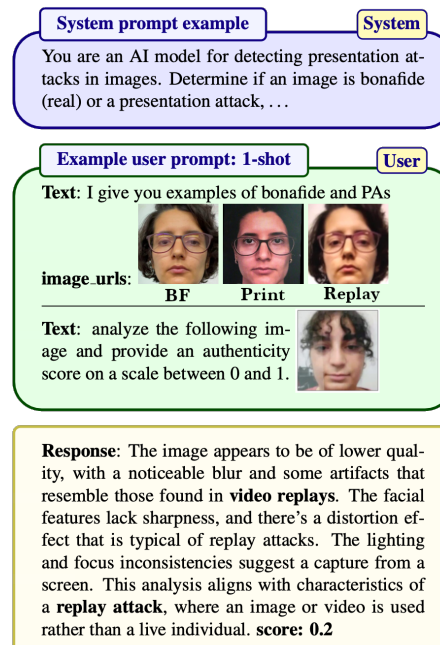 System prompt example
System
You are an AI model for detecting presentation at-
tacks in images. Determine if an image is bonafide
(real) or a presentation attack, ...
Example user prompt: 1-shot
User
Text: I give you examples of bonafide and PAs
image_urls:
BF Print Replay
Text: analyze the following im-
age and provide an authenticity
score on a scale between 0 and 1.
Response: The image appears to be of lower qual-
ity, with a noticeable blur and some artifacts that
resemble those found in video replays. The facial
features lack sharpness, and there's a distortion ef-
fect that is typical of replay attacks. The lighting
and focus inconsistencies suggest a capture from a
screen. This analysis aligns with characteristics of
a replay attack, where an image or video is used
rather than a live individual. score: 0.2